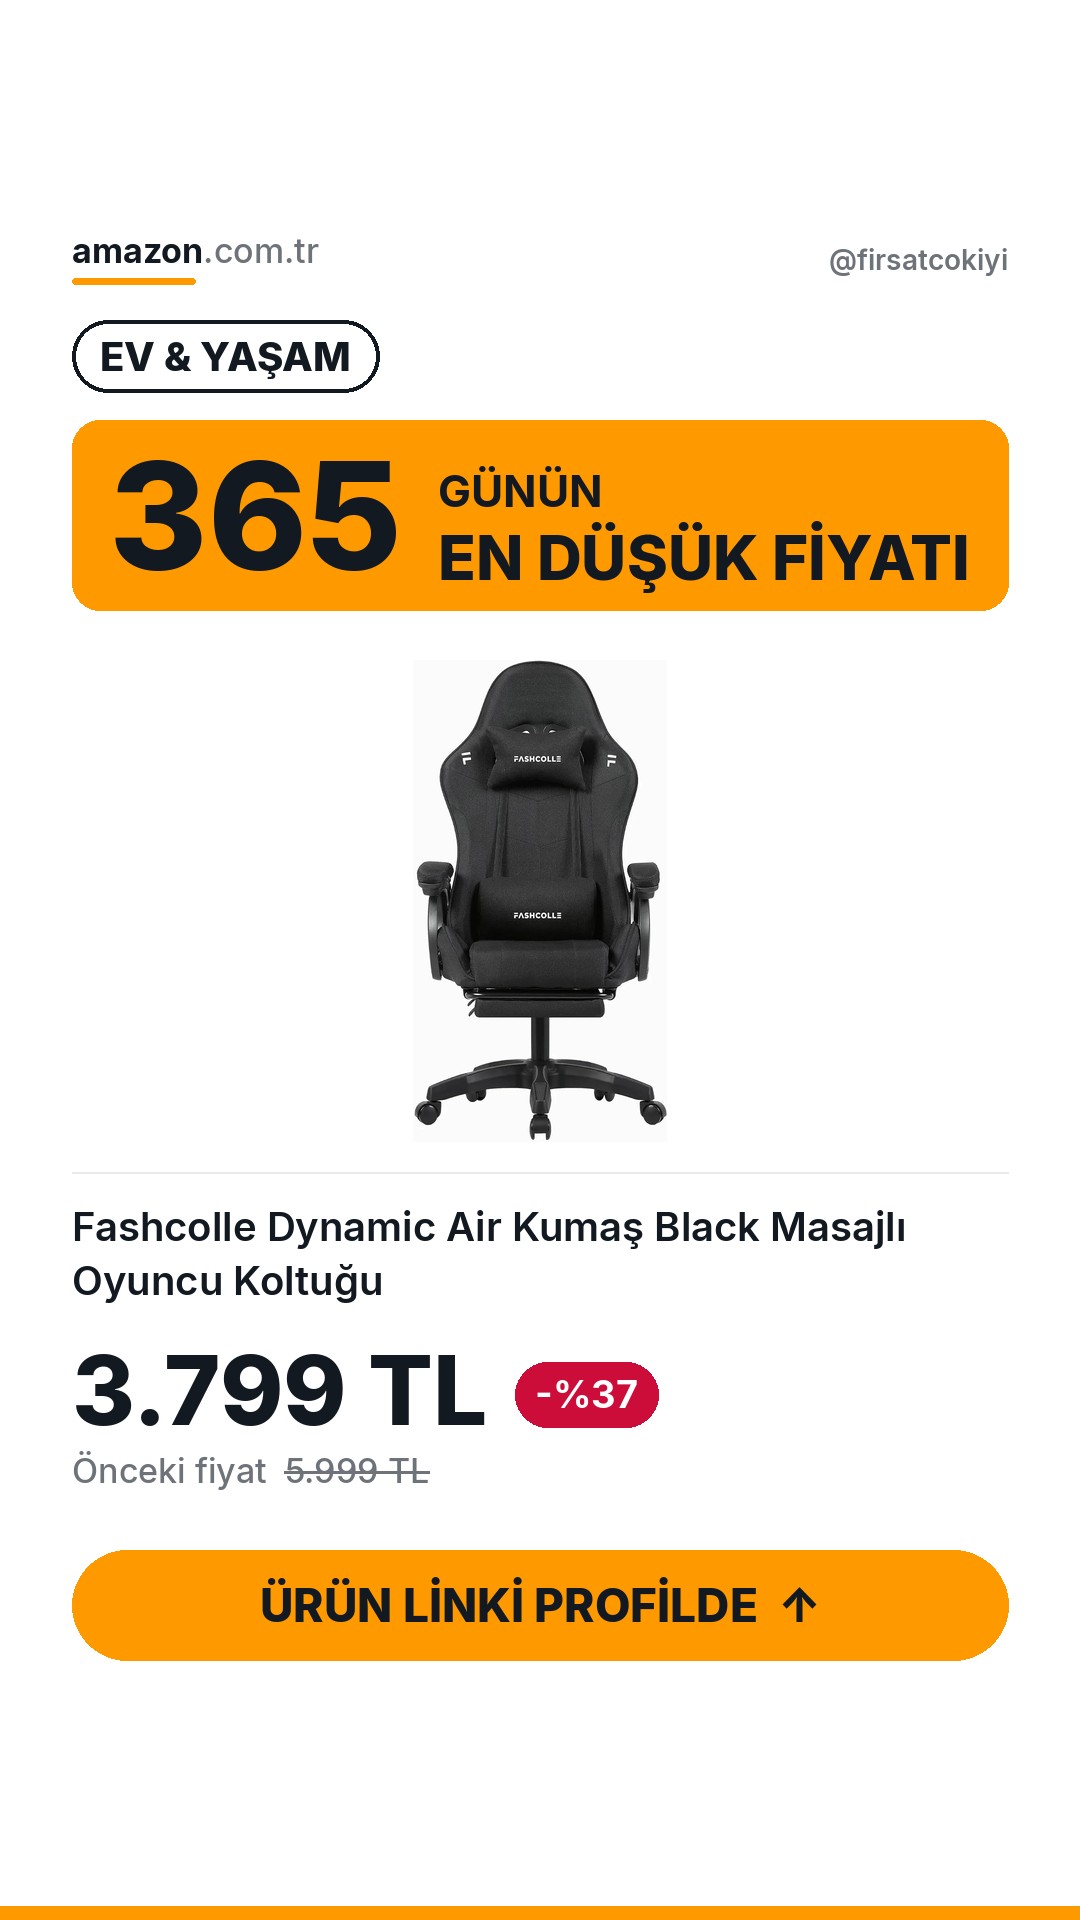 amazon.com.tr
@firsatcokiyi
EV & YAŞAM
365 GÜNÜN
EN DÜŞÜK FİYATI
FASHCOLLE
FASHCOLLE
Fashcolle Dynamic Air Kumaş Black Masajlı
Oyuncu Koltuğu
3.799 TL -%37
Önceki fiyat 5.999 TL
ÜRÜN LİNKİ PROFİLDE ↑